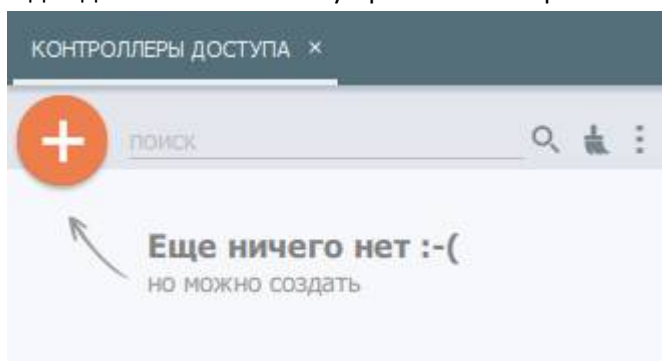 КОНТРОЛЛЕРЫ ДОСТУПА ×
поиск
Еще ничего нет :-(
но можно создать